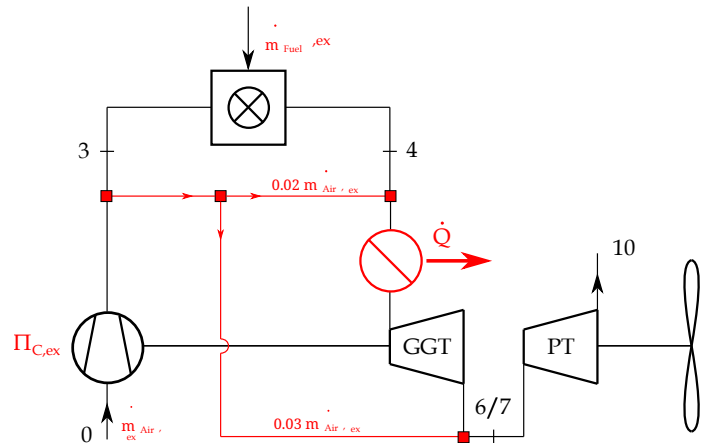 ṁ Fuel ,ex
3
4
0.02 ṁ Air, ex
Q̇
10
Π C,ex
GGT
PT
6/7
0.03 ṁ Air, ex
0
ṁ ex Air,